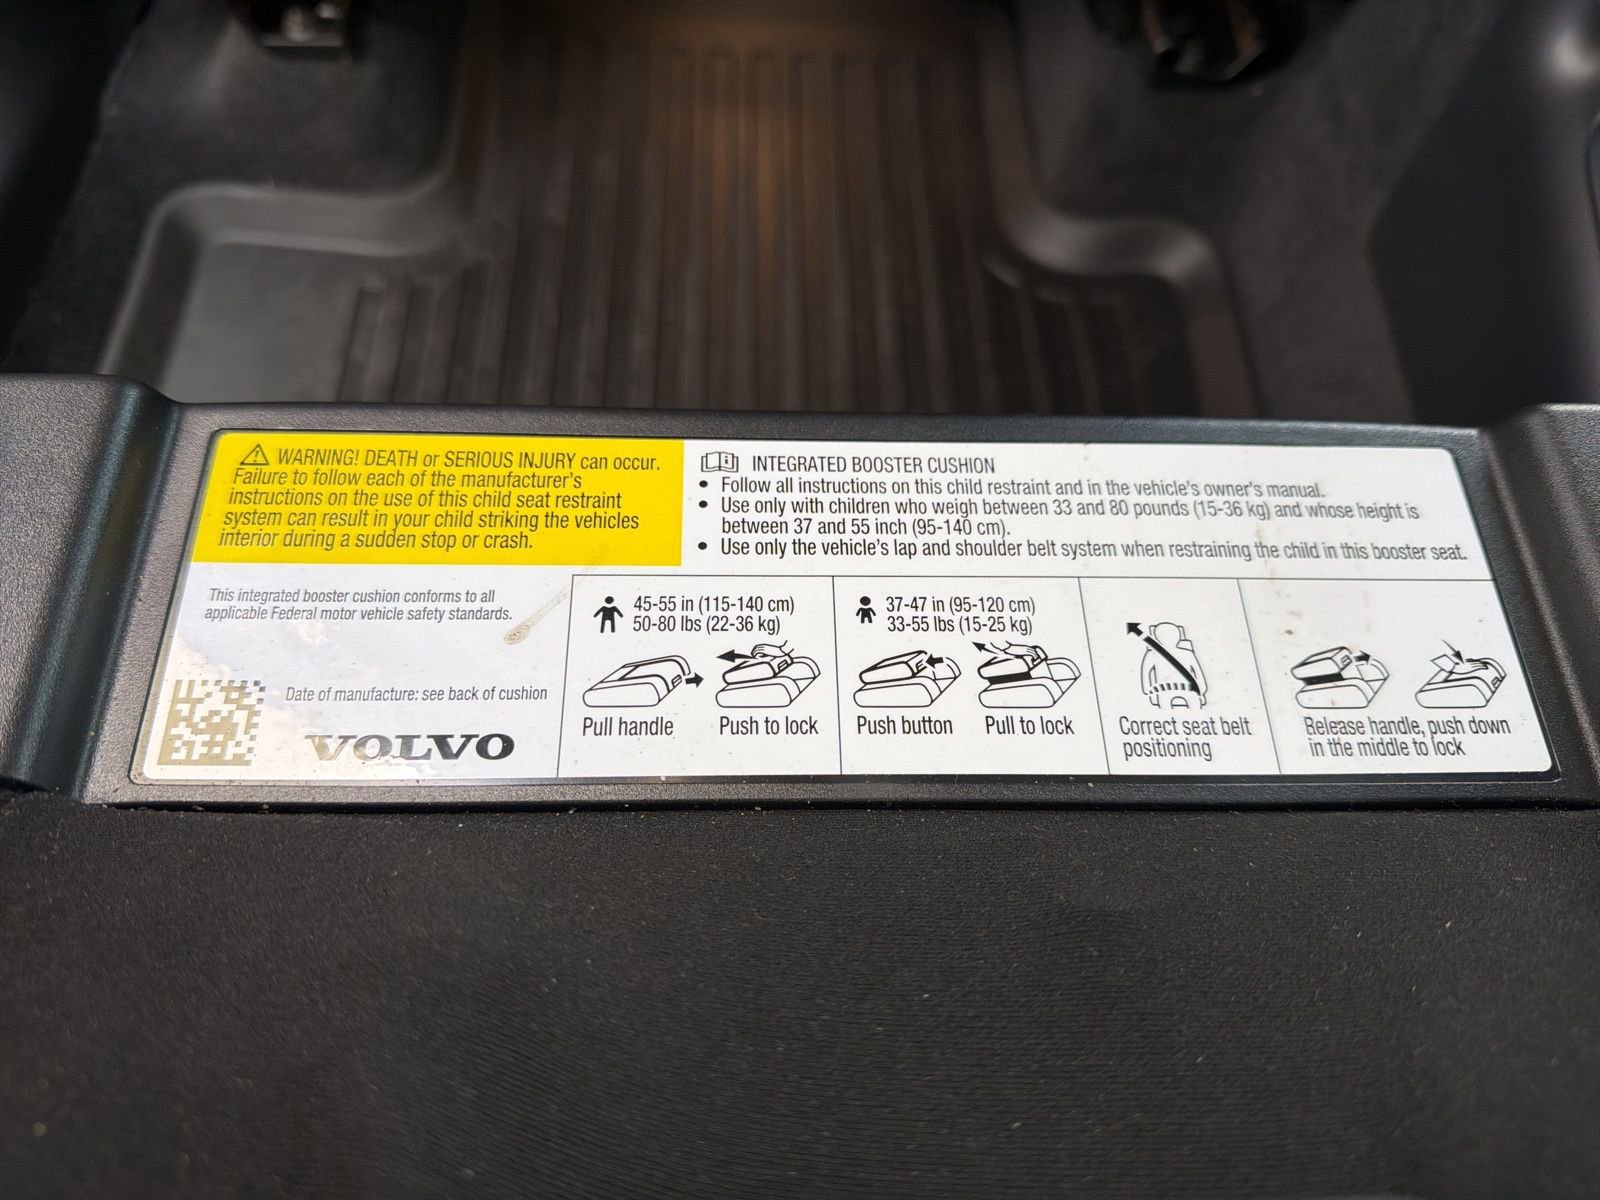 WARNING! DEATH or SERIOUS INJURY can occur.
Failure to follow each of the manufacturer's
instructions on the use of this child seat restraint
system can result in your child striking the vehicles
interior during a sudden stop or crash.
INTEGRATED BOOSTER CUSHION
• Follow all instructions on this child restraint and in the vehicle's owner's manual.
• Use only with children who weigh between 33 and 80 pounds (15-36 kg) and whose height is
between 37 and 55 inch (95-140 cm).
• Use only the vehicle's lap and shoulder belt system when restraining the child in this booster seat.
This integrated booster cushion conforms to all
applicable Federal motor vehicle safety standards.
Date of manufacture: see back of cushion
VOLVO
45-55 in (115-140 cm)
50-80 lbs (22-36 kg)
Pull handle
Push to lock
37-47 in (95-120 cm)
33-55 lbs (15-25 kg)
Push button
Pull to lock
Correct seat belt
positioning
Release handle, push down
in the middle to lock